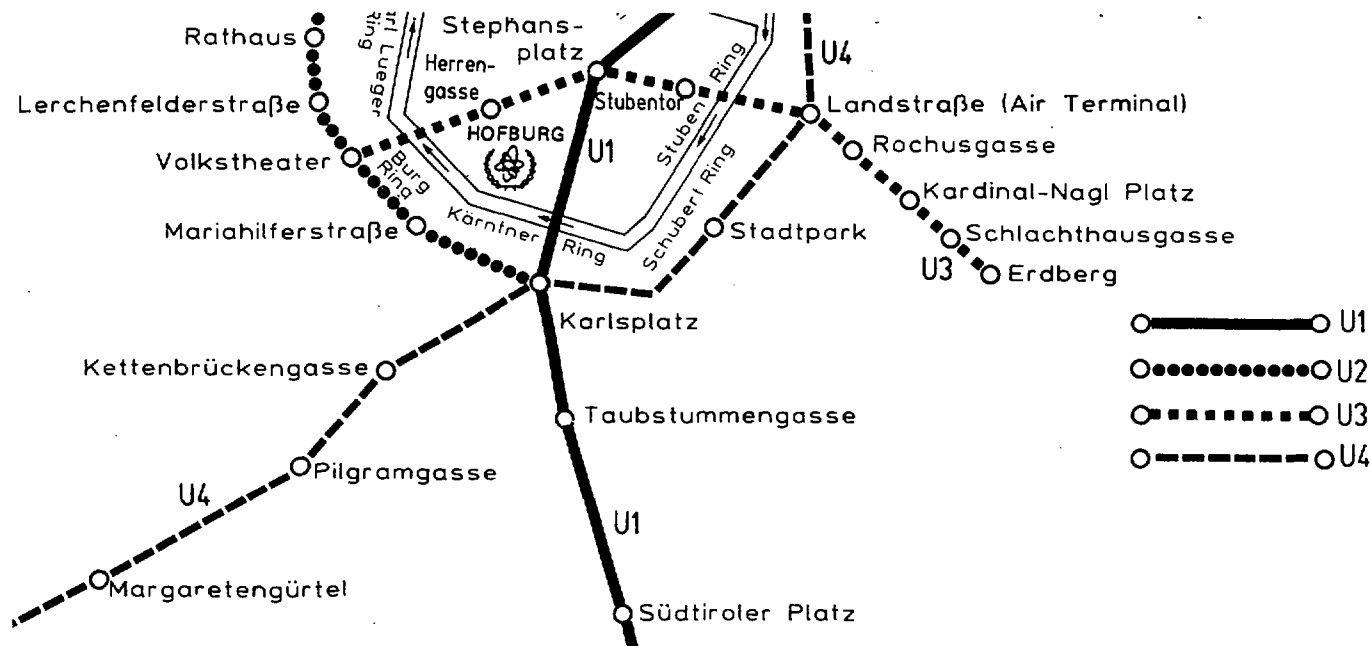 Rathaus
Lerchenfelderstraße
Volkstheater
Mariahilferstraße
Lueger
Ring
Herren-
gasse
HOFBURG
Burg
Ring
Kärntner Ring
Stephans-
platz
Stubentor
Stuben Ring
Schubert Ring
U1
U4
Landstraße (Air Terminal)
Rochusgasse
Kardinal-Nagl Platz
Schlachthausgasse
U3
Erdberg
Stadtpark
Karlsplatz
Kettenbrückengasse
Taubstummengasse
Pilgramgasse
U4
U1
Margaretengürtel
Südtiroler Platz
U1
U2
U3
U4